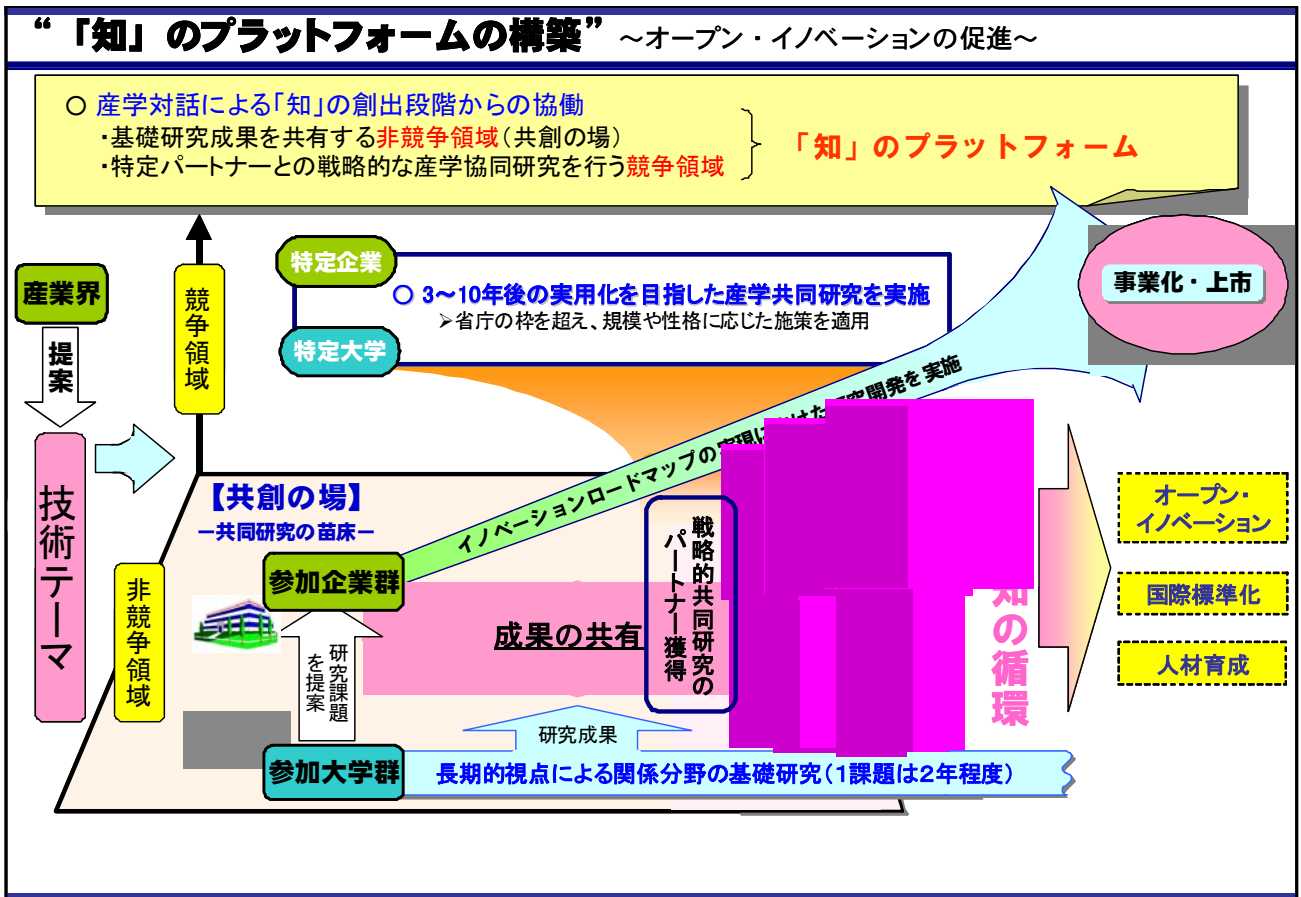 “「知」のプラットフォームの構築” ～オープン・イノベーションの促進～
○ 産学対話による「知」の創出段階からの協働
・基礎研究成果を共有する非競争領域(共創の場)
・特定パートナーとの戦略的な産学協同研究を行う競争領域
「知」のプラットフォーム
産業界
提案
技術テーマ
競争領域
非競争領域
特定企業
特定大学
○ 3～10年後の実用化を目指した産学共同研究を実施
➢省庁の枠を超え、規模や性格に応じた施策を適用
事業化・上市
イノベーションロードマップの実現に けた 究開発を実施
【共創の場】
－共同研究の苗床－
参加企業群
研究課題
を提案
参加大学群
成果の共有
戦略的共同研究の
パートナー獲得
研究成果
長期的視点による関係分野の基礎研究(1課題は2年程度)
の循環
オープン・
イノベーション
国際標準化
人材育成